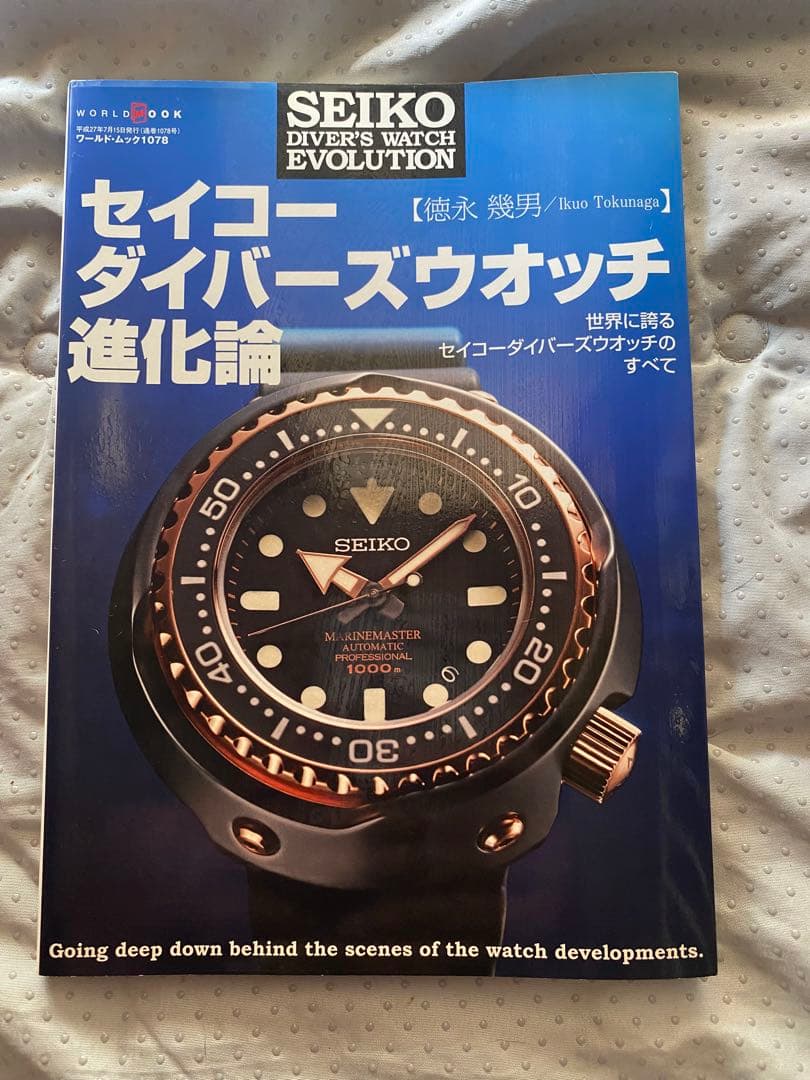 WORLD MOOK
平成27年7月15日発行(通巻1078号)
ワールド・ムック1078
SEIKO
DIVER'S WATCH
EVOLUTION
セイコー
【徳永 幾男/Ikuo Tokunaga】
ダイバーズウオッチ
進化論
世界に誇る
セイコーダイバーズウオッチの
すべて
50
10
SEIKO
MARINEMASTER
AUTOMATIC
PROFESSIONAL
1000m
6
40
20
30
Going deep down behind the scenes of the watch developments.